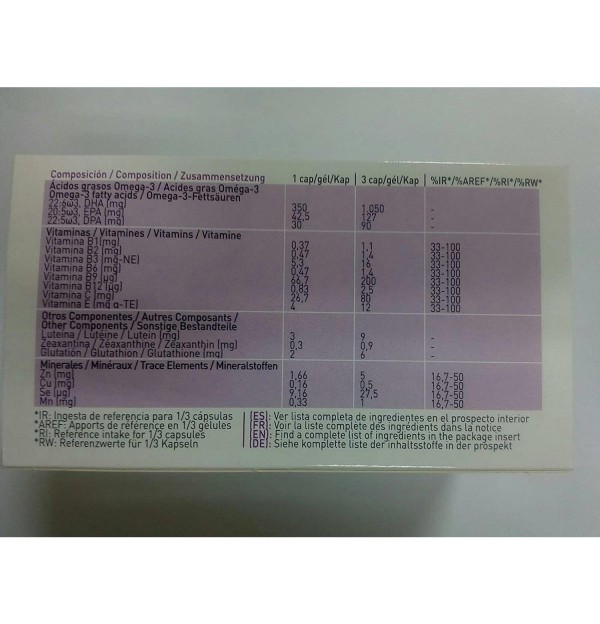 Composición / Composition / Zusammensetzung 1 cap/gél/Kap 3 cap/gél/Kap %IR*/%AREF*/%RI*/%RW*
Ácidos grasos Omega-3 / Acides gras Oméga-3
Omega-3 fatty acids / Omega-3-Fettsäuren
22:6ω3, DHA (mg) 350 1.050 -
20:5ω3, EPA (mg) 42,5 127 -
22:5ω3, DPA (mg) 30 90 -
Vitaminas / Vitamines / Vitamins / Vitamine
Vitamina B1(mg) 0,37 1,1 33-100
Vitamina B2 (mg) 0,47 1,4 33-100
Vitamina B3 (mg-NE) 5,3 16 33-100
Vitamina B6 (mg) 0,47 1,4 33-100
Vitamina B9 (µg) 66,7 200 33-100
Vitamina B12 (µg) 0,83 2,5 33-100
Vitamina C (mg) 26,7 80 33-100
Vitamina E (mg α-TE) 4 12 33-100
Otros Componentes / Autres Composants /
Other Components / Sonstige Bestandteile
Luteína / Lutéine / Lutein (mg) 3 9 -
Zeaxantina / Zéaxanthine / Zeaxanthin (mg) 0,3 0,9 -
Glutatión / Glutathion / Glutathione (mg) 2 6 -
Minerales / Minéraux / Trace Elements / Mineralstoffen
Zn (mg) 1,66 5 16,7-50
Cu (mg) 0,16 0,5 16,7-50
Se (µg) 9,16 27,5 16,7-50
Mn (mg) 0,33 1 16,7-50
*IR: Ingesta de referencia para 1/3 cápsulas
*AREF: Apports de référence en 1/3 gélules
*RI: Reference intake for 1/3 capsules
*RW: Referenzwerte für 1/3 Kapseln
[ES]: Ver lista completa de ingredientes en el prospecto interior
[FR]: Voir la liste complète des ingrédients dans la notice
[EN]: Find a complete list of ingredients in the package insert
[DE]: Siehe komplette liste der inhaltsstoffe in der prospekt